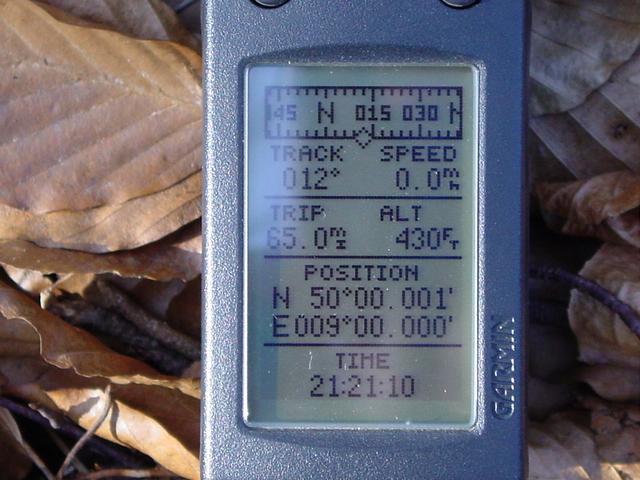 345 N 015 030 N
TRACK SPEED
012° 0.0mh
TRIP ALT
65.0mI 430FT
POSITION
N 50°00.001'
E009°00.000'
TIME
21:21:10
GARMIN